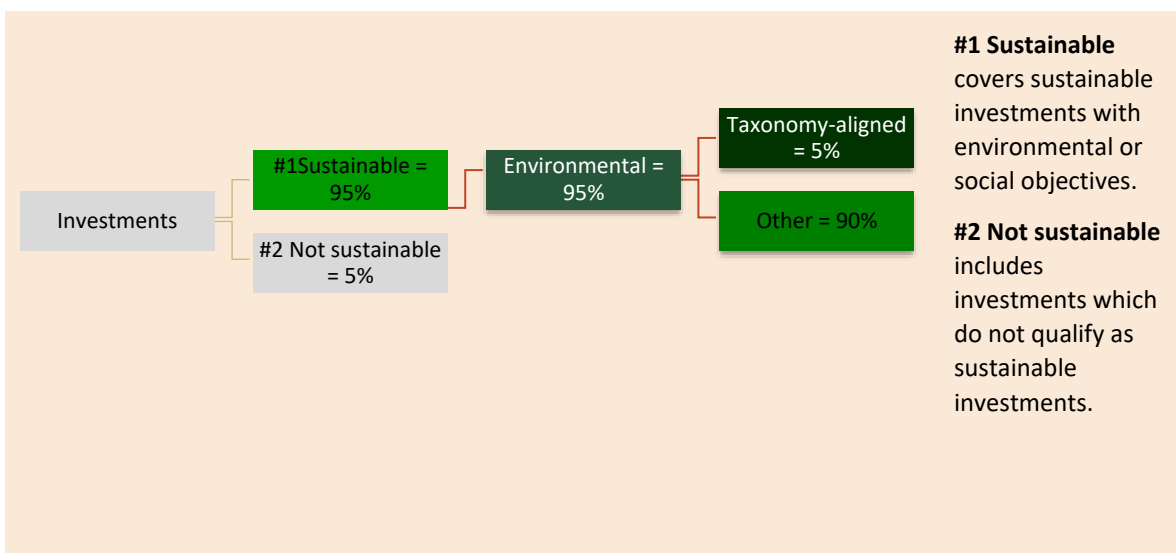 Investments
#1Sustainable =
95%
#2 Not sustainable
= 5%
Environmental =
95%
Taxonomy-aligned
= 5%
Other = 90%
#1 Sustainable
covers sustainable
investments with
environmental or
social objectives.
#2 Not sustainable
includes
investments which
do not qualify as
sustainable
investments.